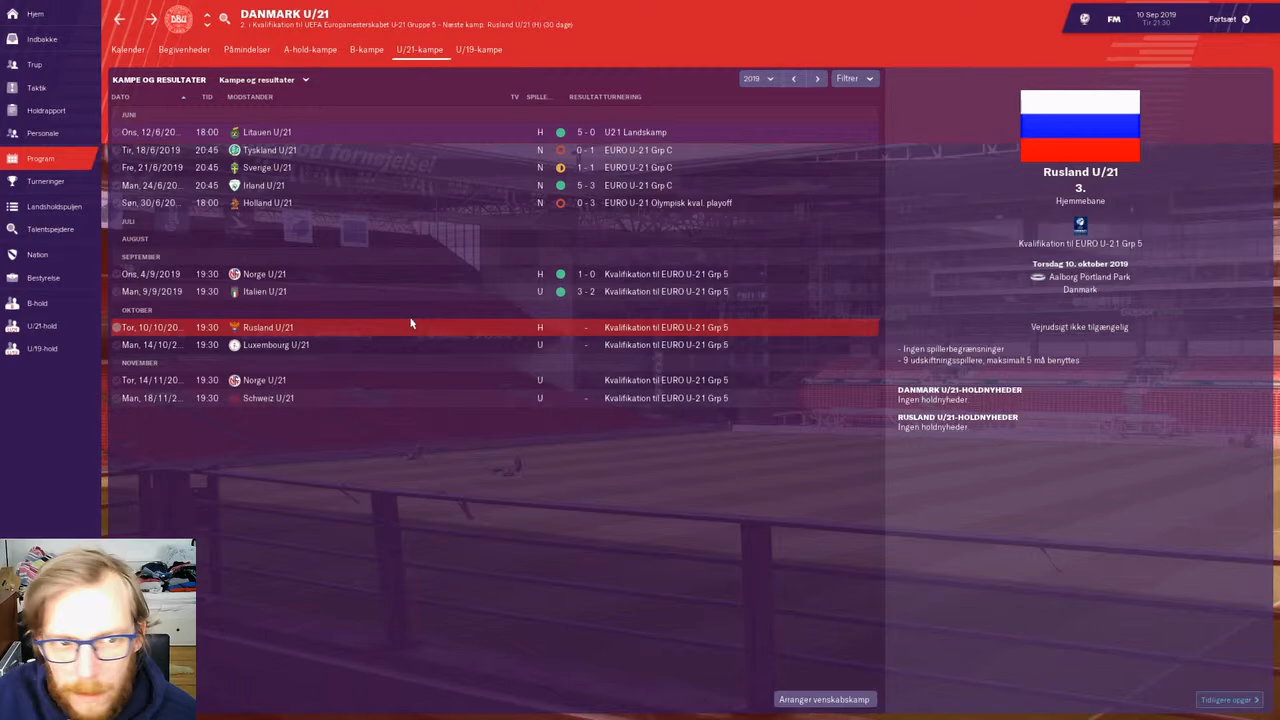 DANMARK U/21
2. i Kvalifikation til UEFA Europamesterskabet U-21 Gruppe 5 - Næste kamp: Rusland U/21 (H) (30 dage)
FM
10 Sep 2019
Tir 21:30
Fortsæt
Hjem
Indbakke
Trup
Taktik
Holdrapport
Personale
Program
Turneringer
Landsholdspuljen
Talentspejdere
Nation
Bestyrelse
B-hold
U/21-hold
U/19-hold
Kalender Begivenheder Påmindelser A-hold-kampe B-kampe U/21-kampe U/19-kampe
KAMPE OG RESULTATER Kampe og resultater 2019 Filtrer
DATO TID MODSTANDER TV SPILLE... RESULTAT TURNERING
JUNI
Ons, 12/6/20... 18:00 Litauen U/21 H 5 - 0 U21 Landskamp
Tir, 18/6/2019 20:45 Tyskland U/21 N 0 - 1 EURO U-21 Grp C
Fre, 21/6/2019 20:45 Sverige U/21 N 1 - 1 EURO U-21 Grp C
Man, 24/6/20... 20:45 Irland U/21 N 5 - 3 EURO U-21 Grp C
Søn, 30/6/20... 18:00 Holland U/21 N 0 - 3 EURO U-21 Olympisk kval. playoff
JULI
AUGUST
SEPTEMBER
Ons, 4/9/2019 19:30 Norge U/21 H 1 - 0 Kvalifikation til EURO U-21 Grp 5
Man, 9/9/2019 19:30 Italien U/21 U 3 - 2 Kvalifikation til EURO U-21 Grp 5
OKTOBER
Tor, 10/10/20... 19:30 Rusland U/21 H - Kvalifikation til EURO U-21 Grp 5
Man, 14/10/2... 19:30 Luxembourg U/21 U - Kvalifikation til EURO U-21 Grp 5
NOVEMBER
Tor, 14/11/20... 19:30 Norge U/21 U Kvalifikation til EURO U-21 Grp 5
Man, 18/11/2... 19:30 Schweiz U/21 U - Kvalifikation til EURO U-21 Grp 5
Arranger venskabskamp
Rusland U/21
3.
Hjemmebane
Kvalifikation til EURO U-21 Grp 5
Torsdag 10. oktober 2019
Aalborg Portland Park
Danmark
Vejrudsigt ikke tilgængelig
- Ingen spillerbegrænsninger
- 9 udskiftningsspillere, maksimalt 5 må benyttes
DANMARK U/21-HOLDNYHEDER
Ingen holdnyheder.
RUSLAND U/21-HOLDNYHEDER
Ingen holdnyheder.
Tidligere opgør